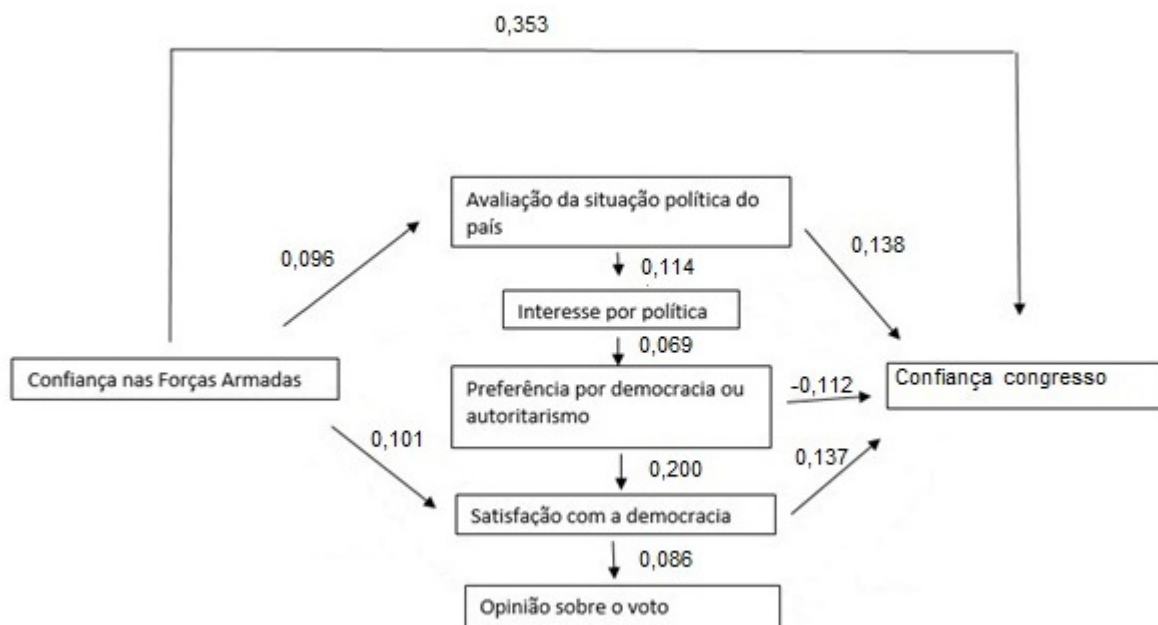 0,353
Avaliação da situação política do
país
0,096
0,138
0,114
Interesse por política
0,069
Confiança nas Forças Armadas
Preferência por democracia ou
autoritarismo
-0,112
Confiança congresso
0,101
0,200
0,137
Satisfação com a democracia
0,086
Opinião sobre o voto